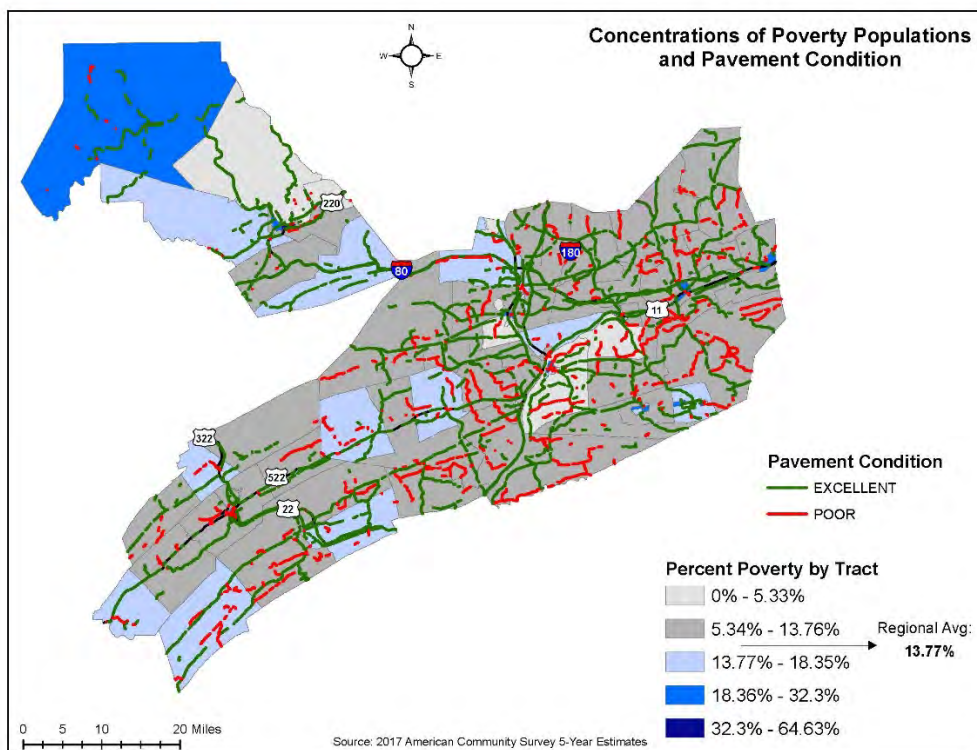 Concentrations of Poverty Populations
and Pavement Condition
N
W E
S
220
80
180
11
322
522
22
Pavement Condition
EXCELLENT
POOR
Percent Poverty by Tract
0% - 5.33%
5.34% - 13.76%
13.77% - 18.35%
18.36% - 32.3%
32.3% - 64.63%
Regional Avg:
13.77%
0 5 10 20 Miles
Source: 2017 American Community Survey 5-Year Estimates